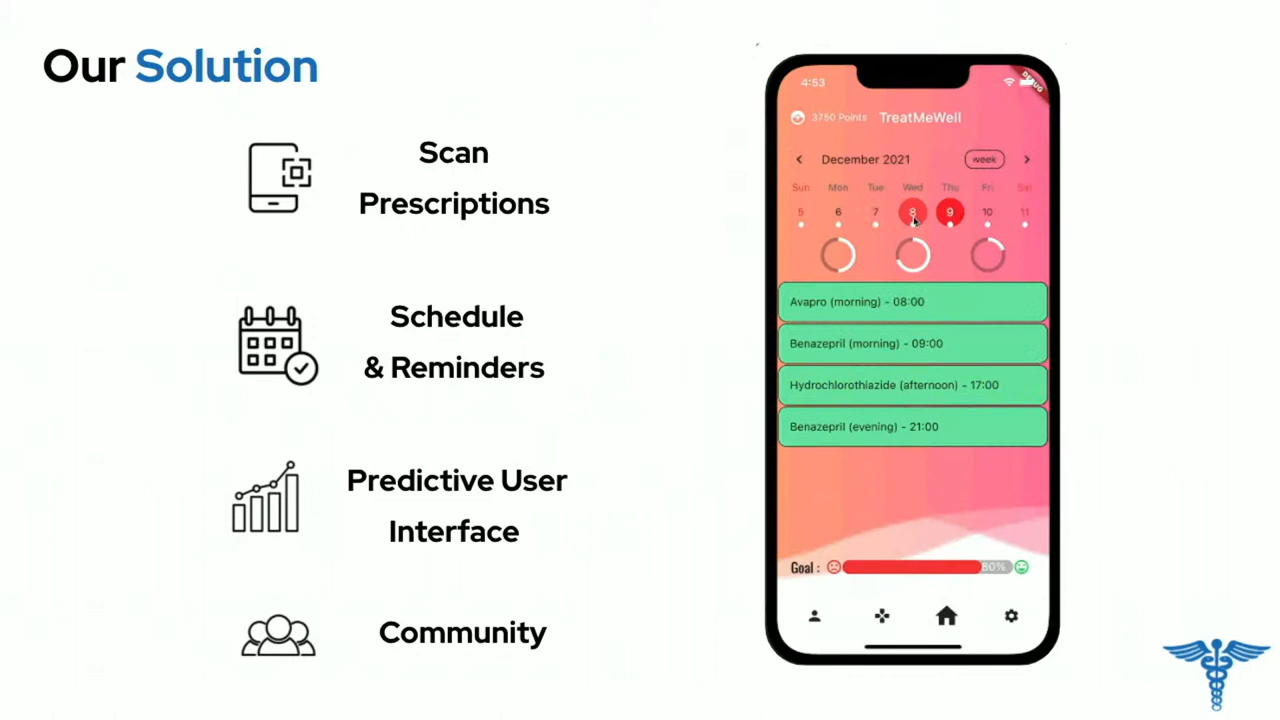 Our Solution
Scan
Prescriptions
Schedule
& Reminders
Predictive User
Interface
Community
4:53
DEBUG
3750 Points TreatMeWell
December 2021 week
Sun Mon Tue Wed Thu Fri Sat
5 6 7 8 9 10 11
Avapro (morning) - 08:00
Benazepril (morning) - 09:00
Hydrochlorothiazide (afternoon) - 17:00
Benazepril (evening) - 21:00
Goal : 80%